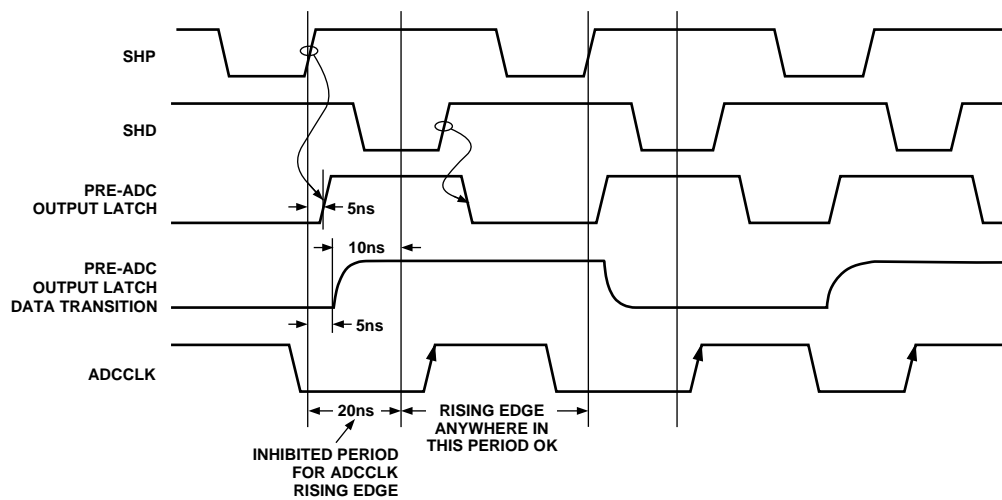 SHP
SHD
PRE-ADC
OUTPUT LATCH
5ns
10ns
PRE-ADC
OUTPUT LATCH
DATA TRANSITION
5ns
ADCCLK
20ns
RISING EDGE
ANYWHERE IN
THIS PERIOD OK
INHIBITED PERIOD
FOR ADCCLK
RISING EDGE